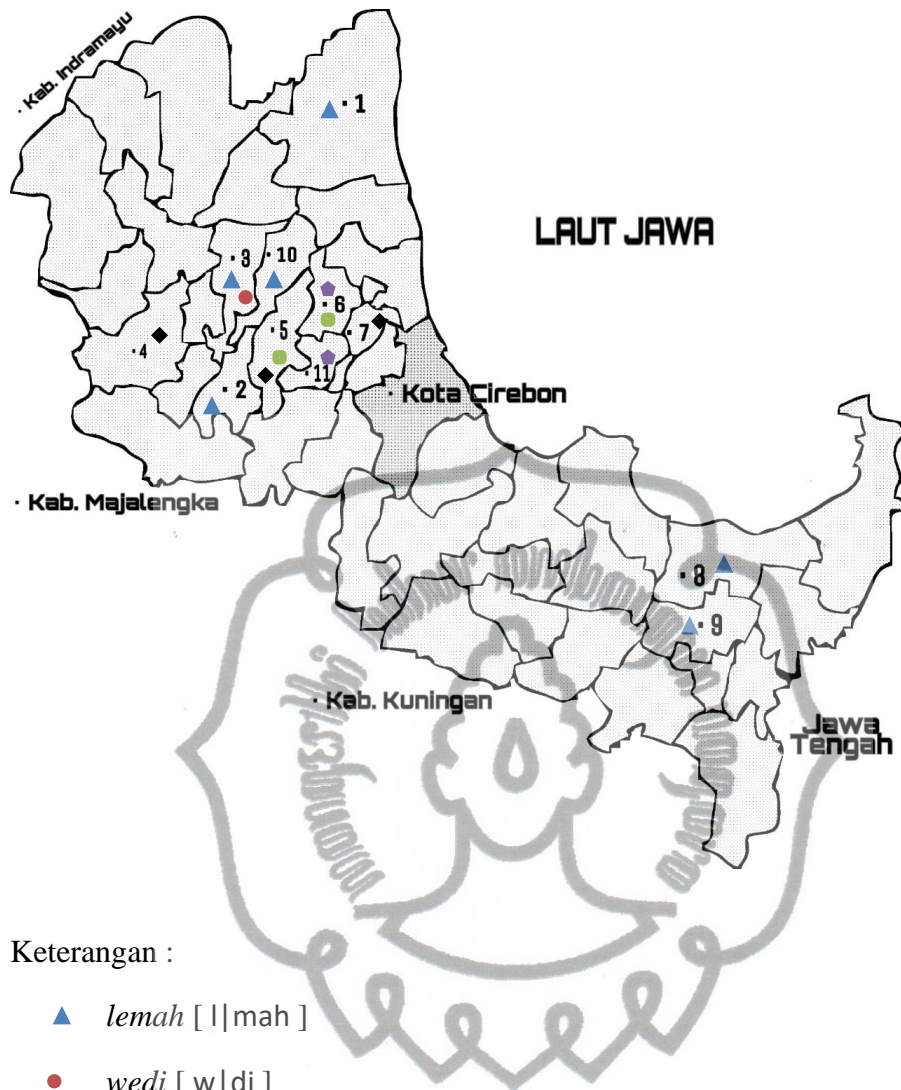 · Kab. Indramayu
· 1
LAUT JAWA
· 3
· 10
· 6
· 5
· 7
· 4
· 11
· 2
· Kota Cirebon
· Kab. Majalengka
· 8
· 9
· Kab. Kuningan
Jawa
Tengah
Keterangan :
lemah [ l|mah ]
wedi [ w|di ]